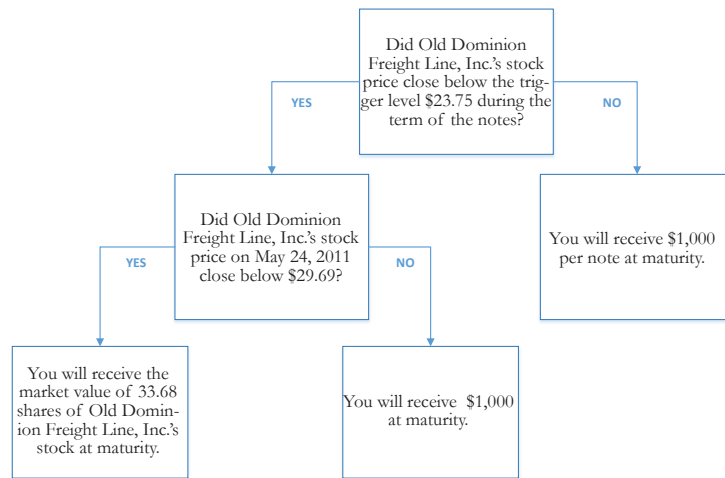 Did Old Dominion
Freight Line, Inc.'s stock
price close below the trig-
ger level $23.75 during the
term of the notes?
YES
NO
Did Old Dominion
Freight Line, Inc.'s stock
price on May 24, 2011
close below $29.69?
You will receive $1,000
per note at maturity.
YES
NO
You will receive the
market value of 33.68
shares of Old Domin-
ion Freight Line, Inc.'s
stock at maturity.
You will receive $1,000
at maturity.